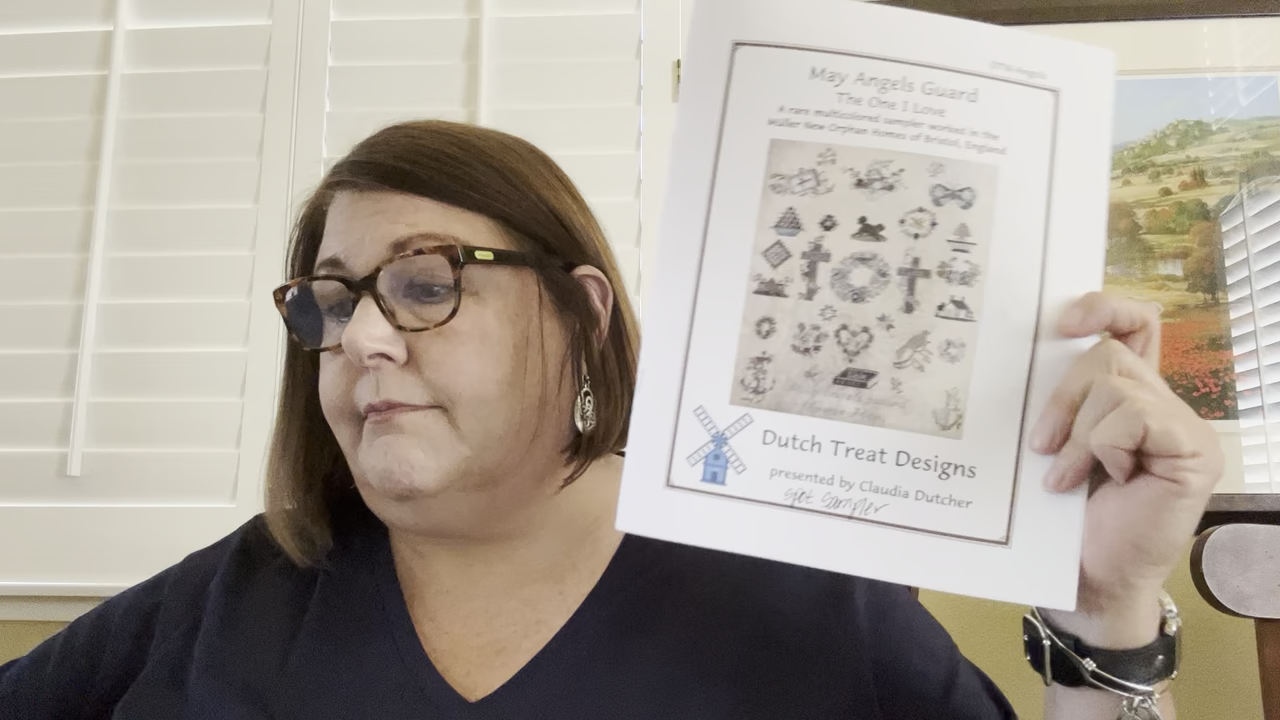 May Angels Guard
The One I Love
A rare multicolored sampler worked in the
Müller New Orphan Homes of Bristol, England
Dutch Treat Designs
presented by Claudia Dutcher
spot sampler